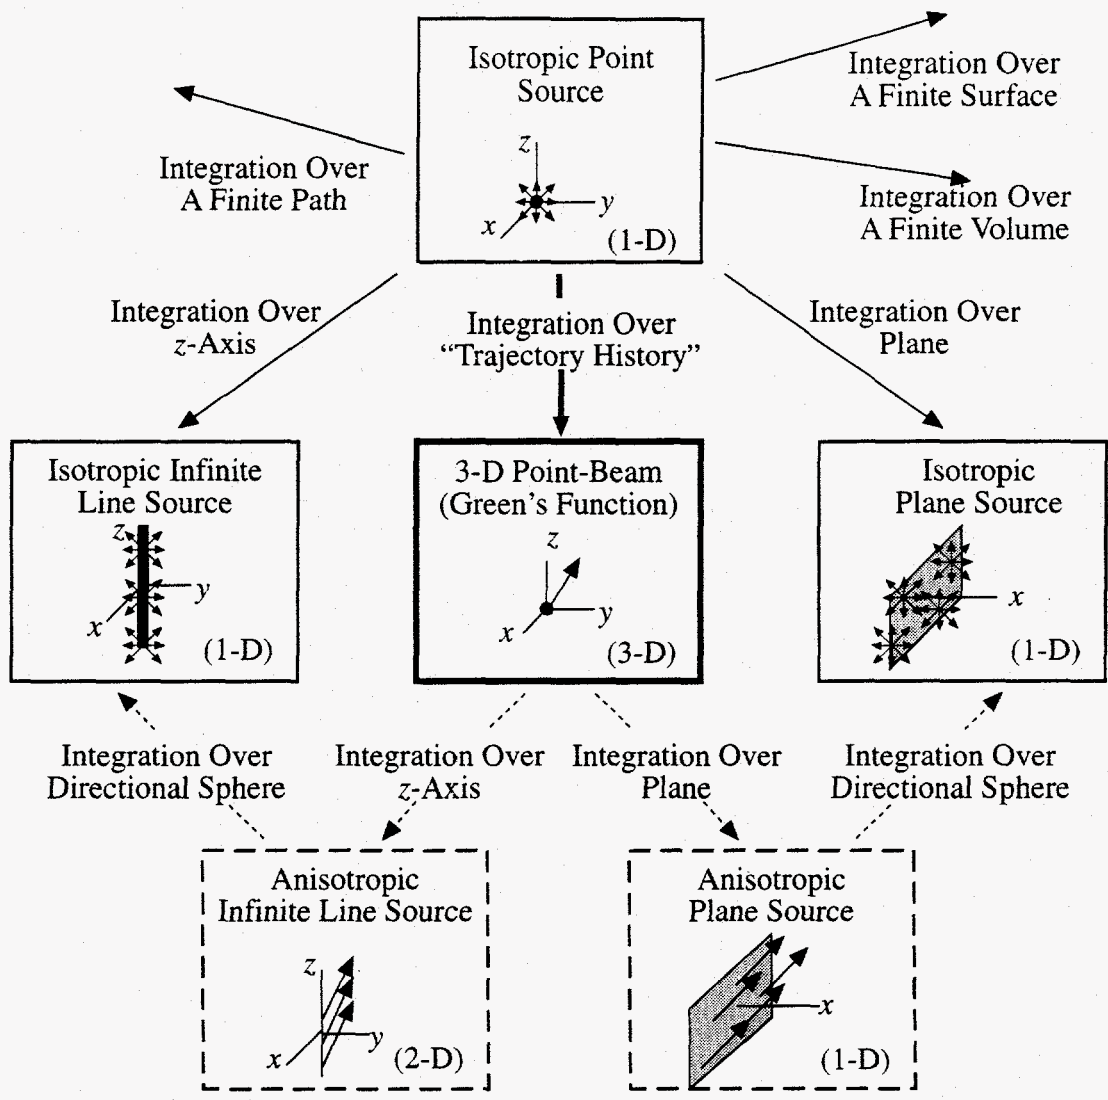 Isotropic Point
Source
z
y
x
(1-D)
Integration Over
A Finite Surface
Integration Over
A Finite Path
Integration Over
A Finite Volume
Integration Over
z-Axis
Integration Over
“Trajectory History”
Integration Over
Plane
Isotropic Infinite
Line Source
z
y
x
(1-D)
3-D Point-Beam
(Green's Function)
z
y
x
(3-D)
Isotropic
Plane Source
x
(1-D)
Integration Over
Directional Sphere
Integration Over
z-Axis
Integration Over
Plane
Integration Over
Directional Sphere
Anisotropic
Infinite Line Source
z
y
x
(2-D)
Anisotropic
Plane Source
x
(1-D)